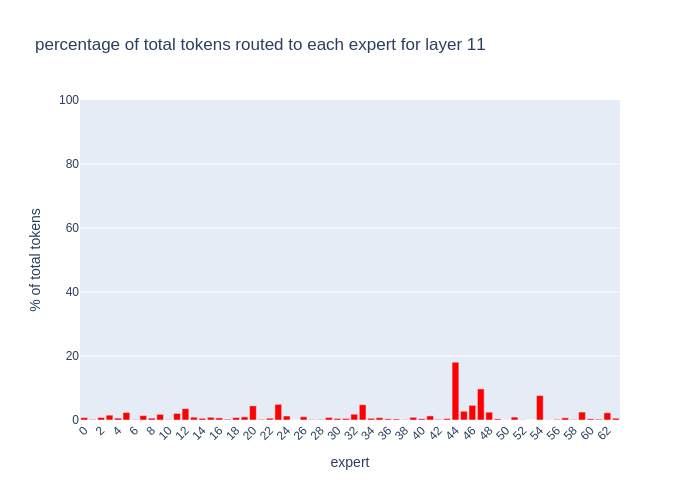 percentage of total tokens routed to each expert for layer 11
100
80
60
40
20
0
% of total tokens
0 2 4 6 8 10 12 14 16 18 20 22 24 26 28 30 32 34 36 38 40 42 44 46 48 50 52 54 56 58 60 62
expert